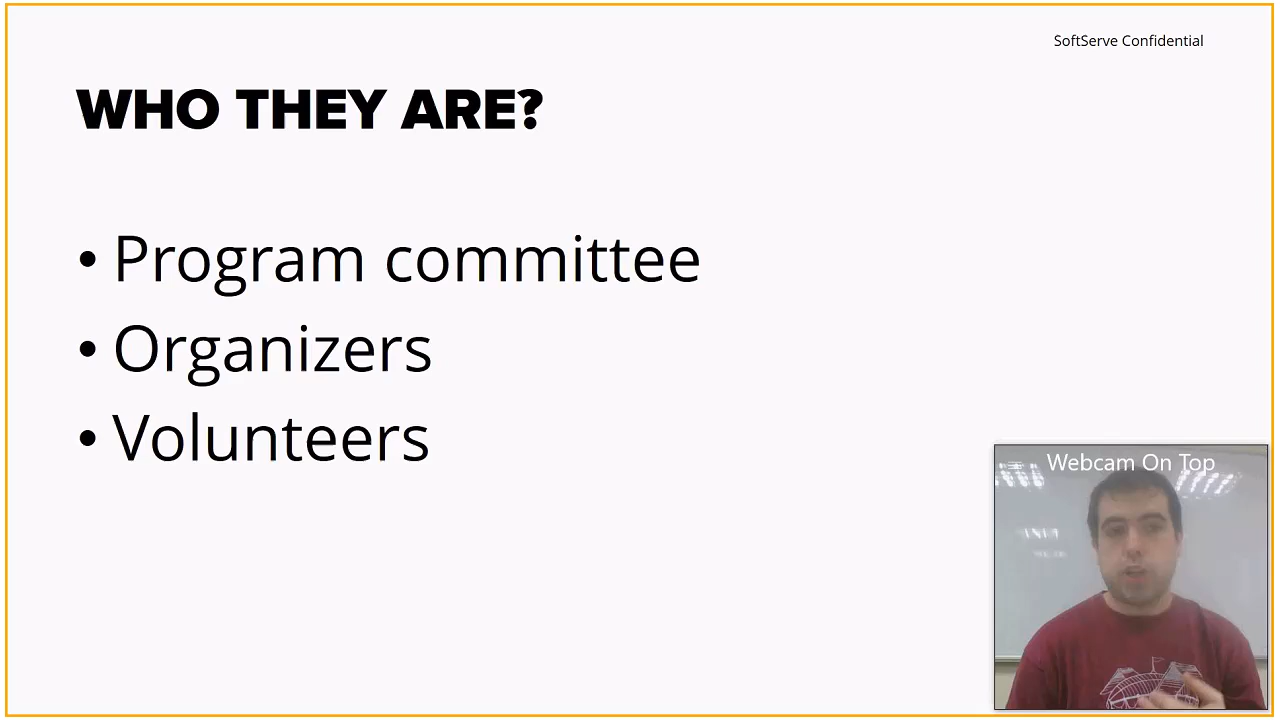 SoftServe Confidential
WHO THEY ARE?
• Program committee
• Organizers
• Volunteers
Webcam On Top